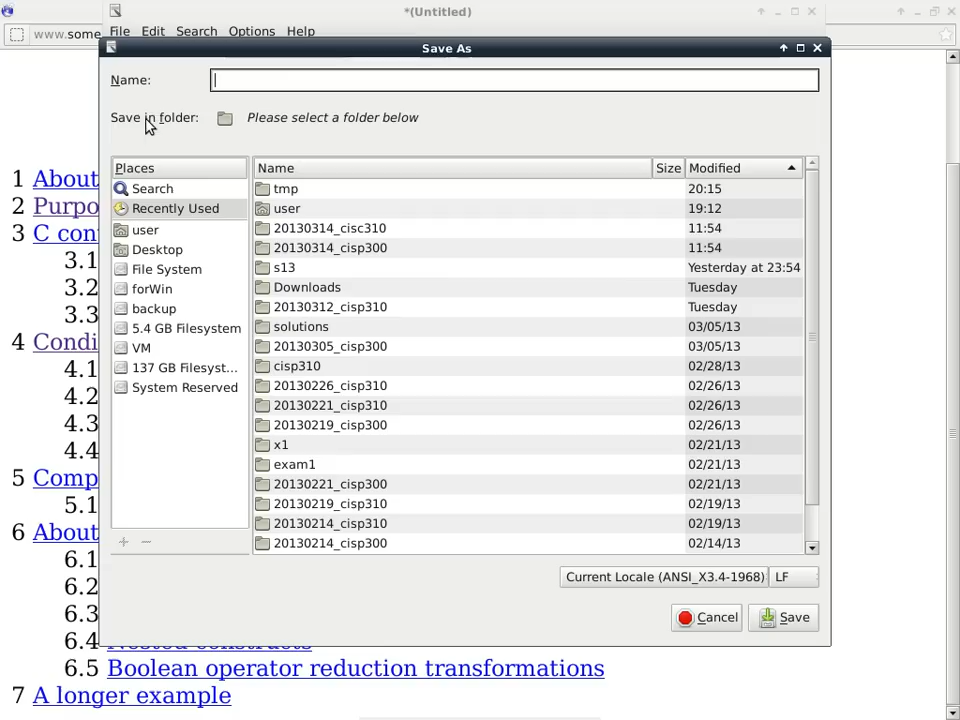 *(Untitled)
www.some
File Edit Search Options Help
Save As
Name:
Save in folder: Please select a folder below
Places
Search
Recently Used
user
Desktop
File System
forWin
backup
5.4 GB Filesystem
VM
137 GB Filesyst...
System Reserved
Name Size Modified
tmp 20:15
user 19:12
20130314_cisc310 11:54
20130314_cisp300 11:54
s13 Yesterday at 23:54
Downloads Tuesday
20130312_cisp310 Tuesday
solutions 03/05/13
20130305_cisp300 03/05/13
cisp310 02/28/13
20130226_cisp310 02/26/13
20130221_cisp310 02/26/13
20130219_cisp300 02/26/13
x1 02/21/13
exam1 02/21/13
20130221_cisp300 02/21/13
20130219_cisp310 02/19/13
20130214_cisp310 02/19/13
20130214_cisp300 02/14/13
Current Locale (ANSI_X3.4-1968) LF
Cancel Save
1 About
2 Purpo
3 C con
3.1
3.2
3.3
4 Condi
4.1
4.2
4.3
4.4
5 Comp
5.1
6 About
6.1
6.2
6.3
6.4 Nested constructs
6.5 Boolean operator reduction transformations
7 A longer example